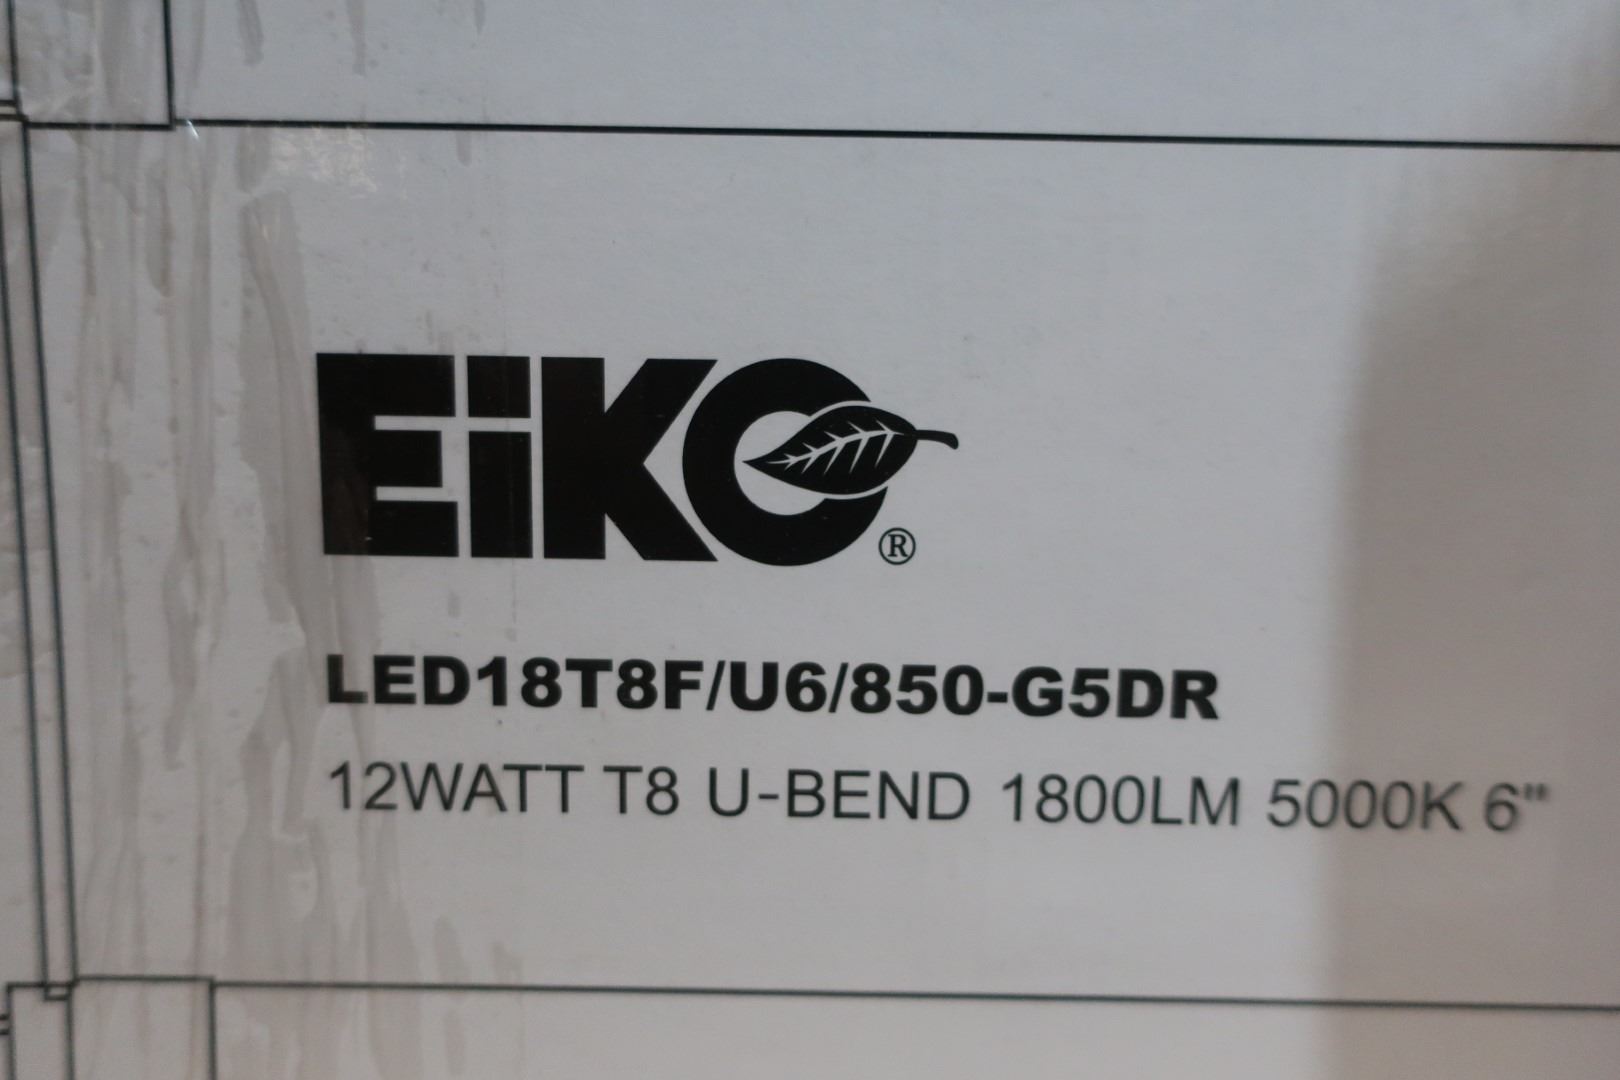 EiKO®
LED18T8F/U6/850-G5DR
12WATT T8 U-BEND 1800LM 5000K 6"